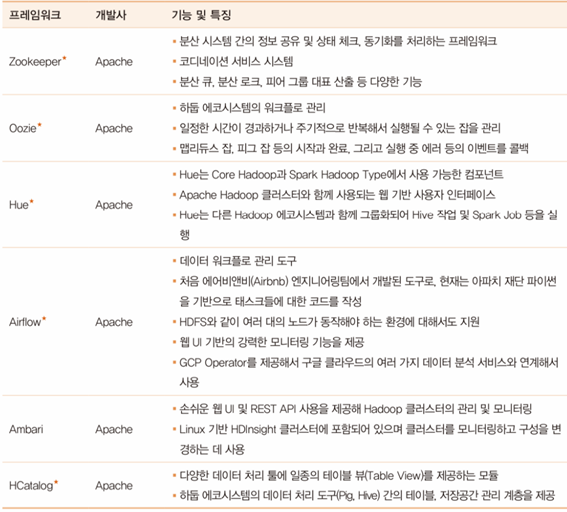 프레임워크 개발사 기능 및 특징
Zookeeper★ Apache
• 분산 시스템 간의 정보 공유 및 상태 체크, 동기화를 처리하는 프레임워크
• 코디네이션 서비스 시스템
• 분산 큐, 분산 로크, 피어 그룹 대표 산출 등 다양한 기능
Oozie★ Apache
• 하둡 에코시스템의 워크플로 관리
• 일정한 시간이 경과하거나 주기적으로 반복해서 실행될 수 있는 잡을 관리
• 맵리듀스 잡, 피그 잡 등의 시작과 완료, 그리고 실행 중 에러 등의 이벤트를 콜백
Hue★ Apache
• Hue는 Core Hadoop과 Spark Hadoop Type에서 사용 가능한 컴포넌트
• Apache Hadoop 클러스터와 함께 사용되는 웹 기반 사용자 인터페이스
• Hue는 다른 Hadoop 에코시스템과 함께 그룹화되어 Hive 작업 및 Spark Job 등을 실
행
Airflow★ Apache
• 데이터 워크플로 관리 도구
• 처음 에어비앤비(Airbnb) 엔지니어링팀에서 개발된 도구로, 현재는 아파치 재단 파이썬
을 기반으로 태스크들에 대한 코드를 작성
• HDFS와 같이 여러 대의 노드가 동작해야 하는 환경에 대해서도 지원
• 웹 UI 기반의 강력한 모니터링 기능을 제공
• GCP Operator를 제공해서 구글 클라우드의 여러 가지 데이터 분석 서비스와 연계해서
사용
Ambari Apache
• 손쉬운 웹 UI 및 REST API 사용을 제공해 Hadoop 클러스터의 관리 및 모니터링
• Linux 기반 HDInsight 클러스터에 포함되어 있으며 클러스터를 모니터링하고 구성을 변
경하는 데 사용
HCatalog★ Apache
• 다양한 데이터 처리 툴에 일종의 테이블 뷰(Table View)를 제공하는 모듈
• 하둡 에코시스템의 데이터 처리 도구(Pig, Hive) 간의 테이블, 저장공간 관리 계층을 제공